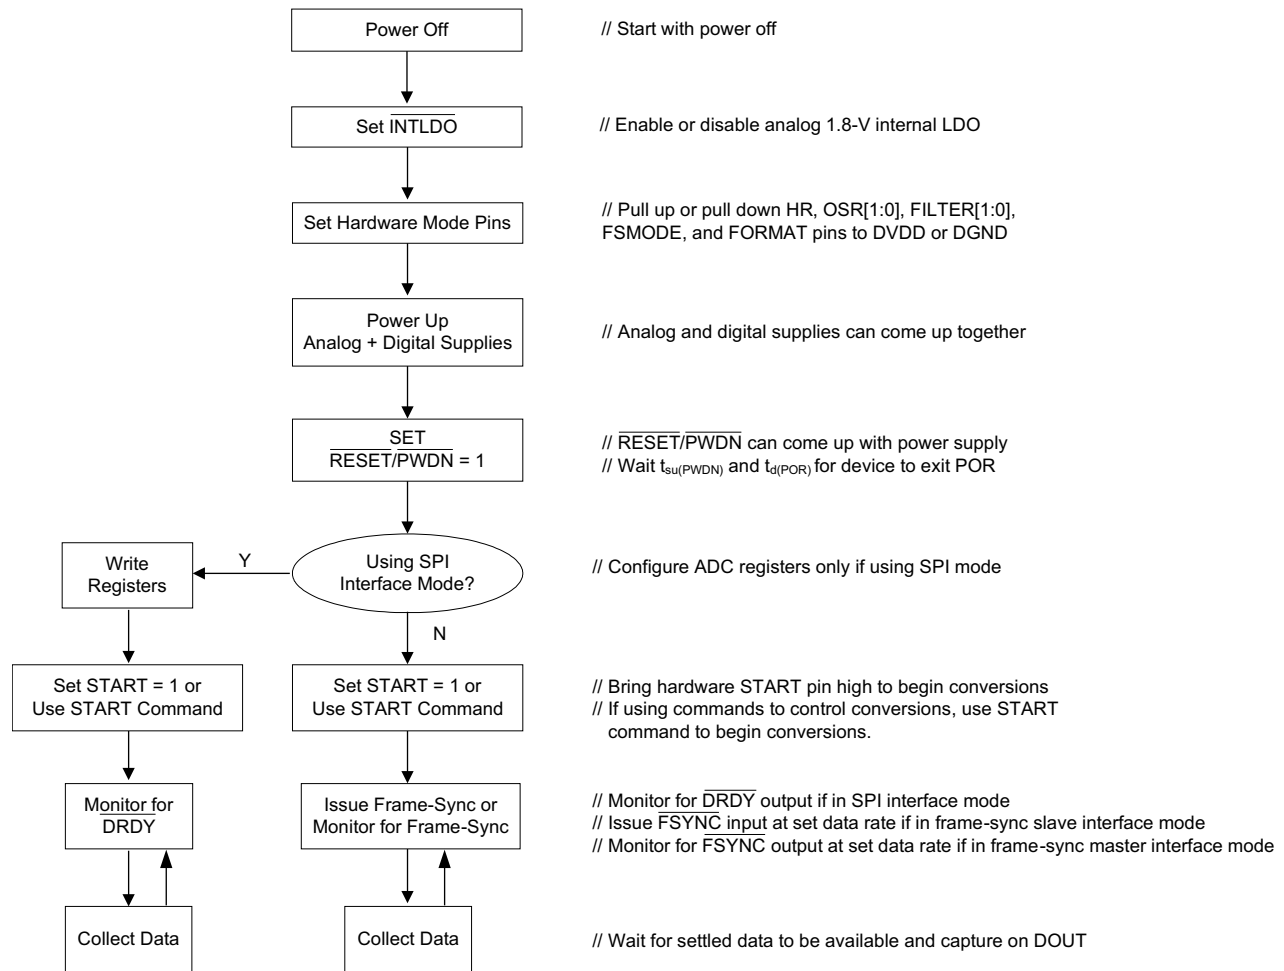 Power Off
// Start with power off
Set INTLDO
// Enable or disable analog 1.8-V internal LDO
Set Hardware Mode Pins
// Pull up or pull down HR, OSR[1:0], FILTER[1:0],
FSMODE, and FORMAT pins to DVDD or DGND
Power Up
Analog + Digital Supplies
// Analog and digital supplies can come up together
SET
RESET/PWDN = 1
// RESET/PWDN can come up with power supply
// Wait tsu(PWDN) and td(POR) for device to exit POR
Write
Registers
Y
Using SPI
Interface Mode?
// Configure ADC registers only if using SPI mode
N
Set START = 1 or
Use START Command
Set START = 1 or
Use START Command
// Bring hardware START pin high to begin conversions
// If using commands to control conversions, use START
command to begin conversions.
Monitor for
DRDY
Issue Frame-Sync or
Monitor for Frame-Sync
// Monitor for DRDY output if in SPI interface mode
// Issue FSYNC input at set data rate if in frame-sync slave interface mode
// Monitor for FSYNC output at set data rate if in frame-sync master interface mode
Collect Data
Collect Data
// Wait for settled data to be available and capture on DOUT